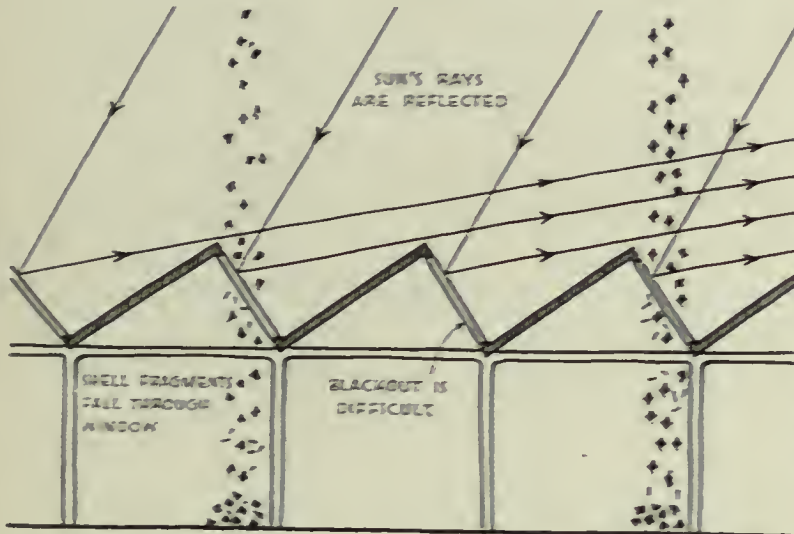 SUN'S RAYS
ARE REFLECTED
SHELL FRAGMENTS
FALL THROUGH
WINDOW
BLACKOUT IS
DIFFICULT